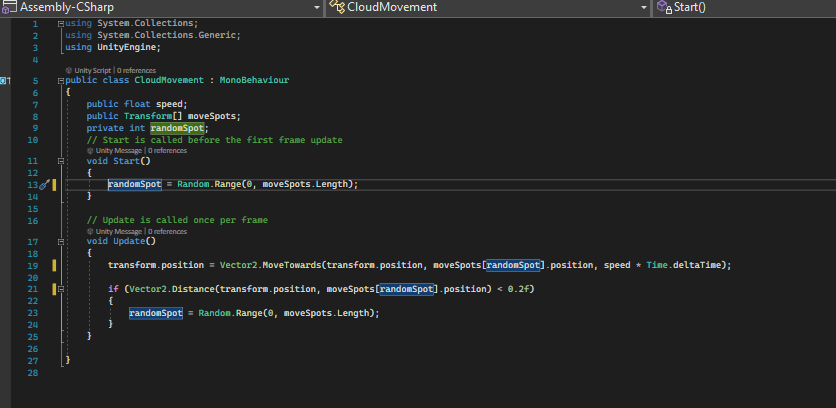 Assembly-CSharp CloudMovement Start()
1 using System.Collections;
2 using System.Collections.Generic;
3 using UnityEngine;
4
Unity Script | 0 references
5 public class CloudMovement : MonoBehaviour
6 {
7 public float speed;
8 public Transform[] moveSpots;
9 private int randomSpot;
10 // Start is called before the first frame update
Unity Message | 0 references
11 void Start()
12 {
13 randomSpot = Random.Range(0, moveSpots.Length);
14 }
15
16 // Update is called once per frame
Unity Message | 0 references
17 void Update()
18 {
19 transform.position = Vector2.MoveTowards(transform.position, moveSpots[randomSpot].position, speed * Time.deltaTime);
20
21 if (Vector2.Distance(transform.position, moveSpots[randomSpot].position) < 0.2f)
22 {
23 randomSpot = Random.Range(0, moveSpots.Length);
24 }
25 }
26
27 }
28